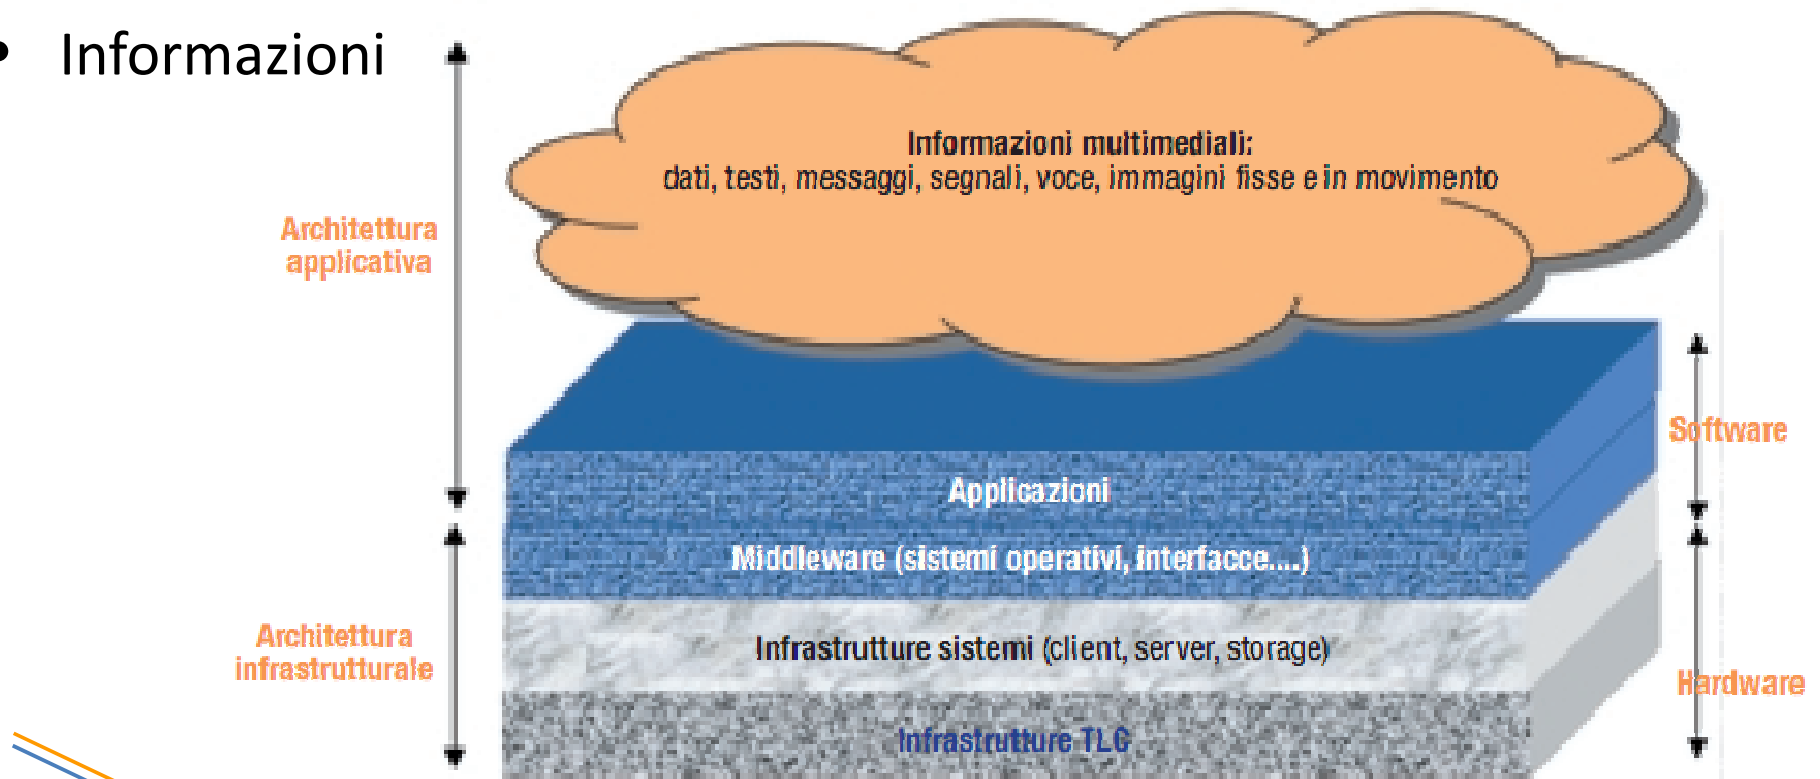 • Informazioni
Informazioni multimediali:
dati, testi, messaggi, segnali, voce, immagini fisse e in movimento
Architettura
applicativa
Software
Applicazioni
Middleware (sistemi operativi, interfacce....)
Architettura
infrastrutturale
Infrastrutture sistemi (client, server, storage)
Hardware
Infrastrutture TLC